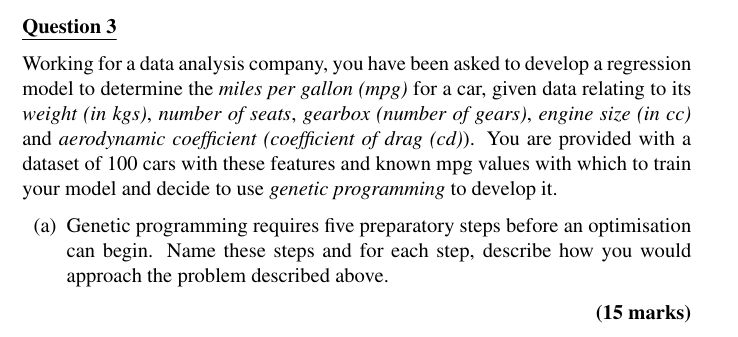 Question 3
Working for a data analysis company, you have been asked to develop a regression
model to determine the miles per gallon (mpg) for a car, given data relating to its
weight (in kgs), number of seats, gearbox (number of gears), engine size (in cc)
and aerodynamic coefficient (coefficient of drag (cd)). You are provided with a
dataset of 100 cars with these features and known mpg values with which to train
your model and decide to use genetic programming to develop it.
(a) Genetic programming requires five preparatory steps before an optimisation
can begin. Name these steps and for each step, describe how you would
approach the problem described above.
(15 marks)